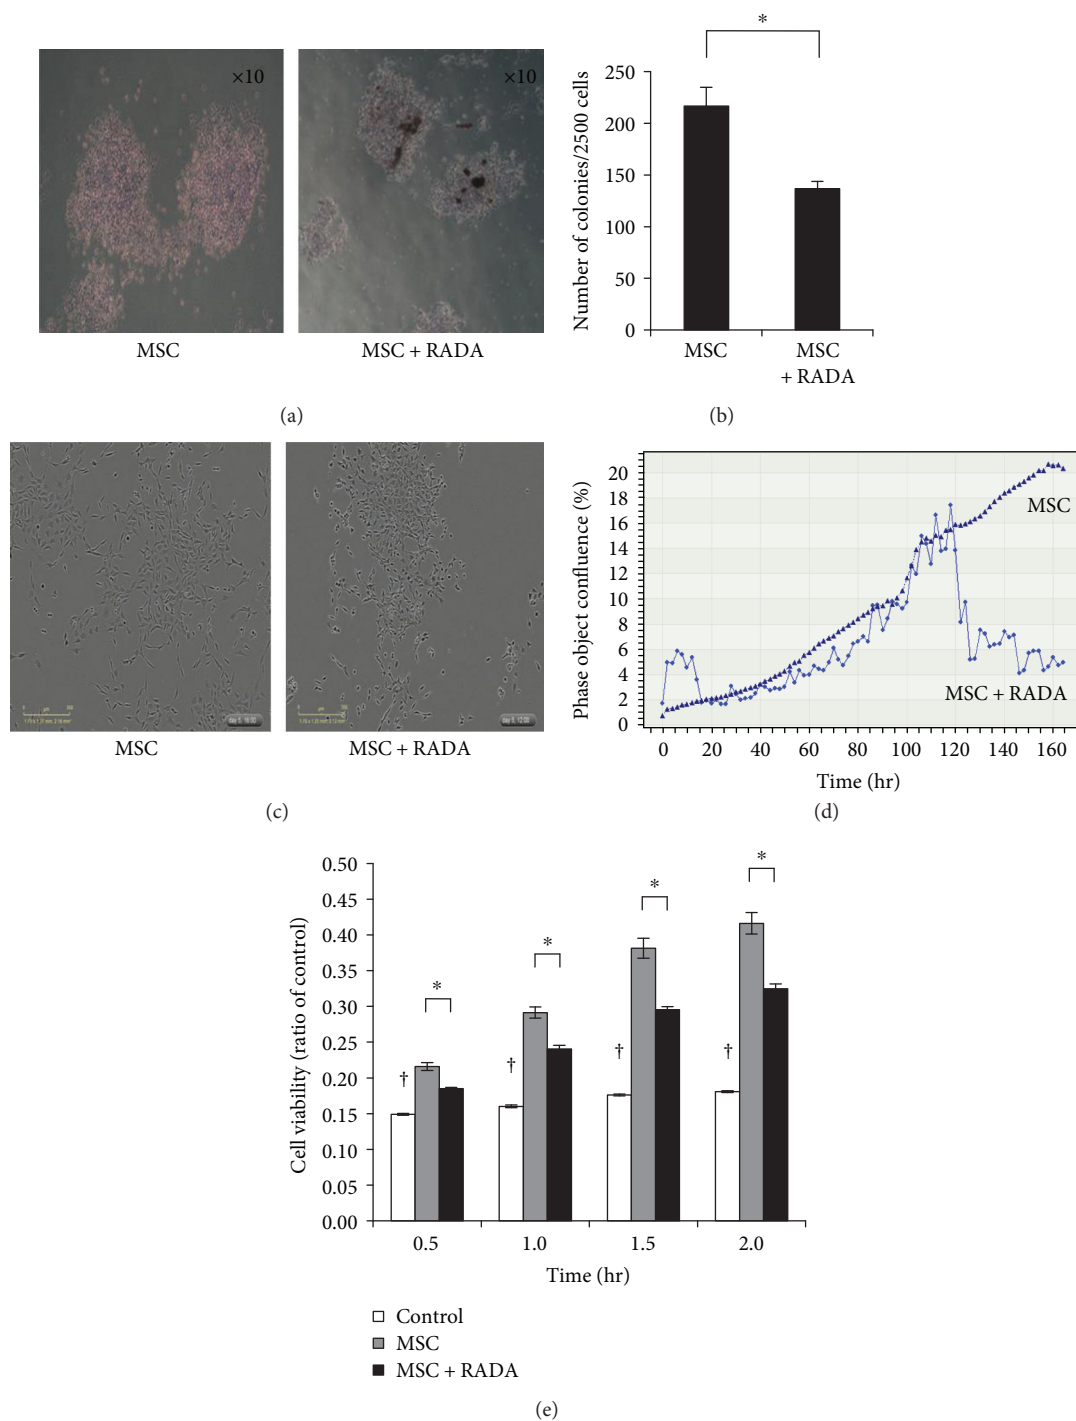 ×10
×10
MSC
MSC + RADA
(a)
*
Number of colonies/2500 cells
250
200
150
100
50
0
MSC
MSC
+ RADA
(b)
MSC
MSC + RADA
(c)
Phase object confluence (%)
20
18
16
14
12
10
8
6
4
2
0
MSC
MSC + RADA
0 20 40 60 80 100 120 140 160
Time (hr)
(d)
Cell viability (ratio of control)
0.50
0.45
0.40
0.35
0.30
0.25
0.20
0.15
0.10
0.05
0.00
† * † * † * † *
0.5 1.0 1.5 2.0
Time (hr)
Control
MSC
MSC + RADA
(e)